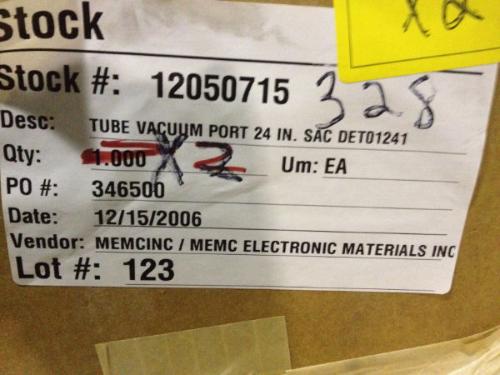 Stock
X2
Stock #: 12050715 328
Desc: TUBE VACUUM PORT 24 IN. SAC DET01241
Qty: 1.000 X2 Um: EA
PO #: 346500
Date: 12/15/2006
Vendor: MEMCINC / MEMC ELECTRONIC MATERIALS INC
Lot #: 123